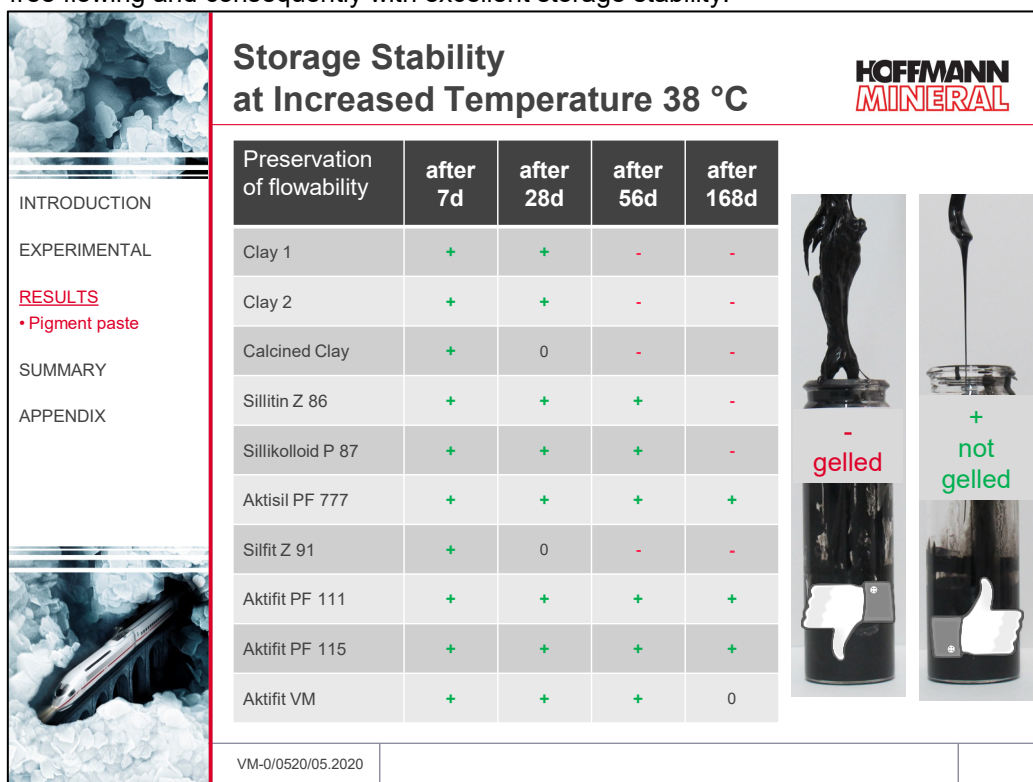 free flowing and consequently with excellent storage stability.
Storage Stability
at Increased Temperature 38 °C
HOFFMANN
MINERAL
INTRODUCTION
EXPERIMENTAL
RESULTS
• Pigment paste
SUMMARY
APPENDIX
Preservation of flowability after 7d after 28d after 56d after 168d
Clay 1 + + - -
Clay 2 + + - -
Calcined Clay + 0 - -
Sillitin Z 86 + + + -
Sillikolloid P 87 + + + -
Aktisil PF 777 + + + +
Silfit Z 91 + 0 - -
Aktifit PF 111 + + + +
Aktifit PF 115 + + + +
Aktifit VM + + + 0
-
gelled
+
not
gelled
VM-0/0520/05.2020